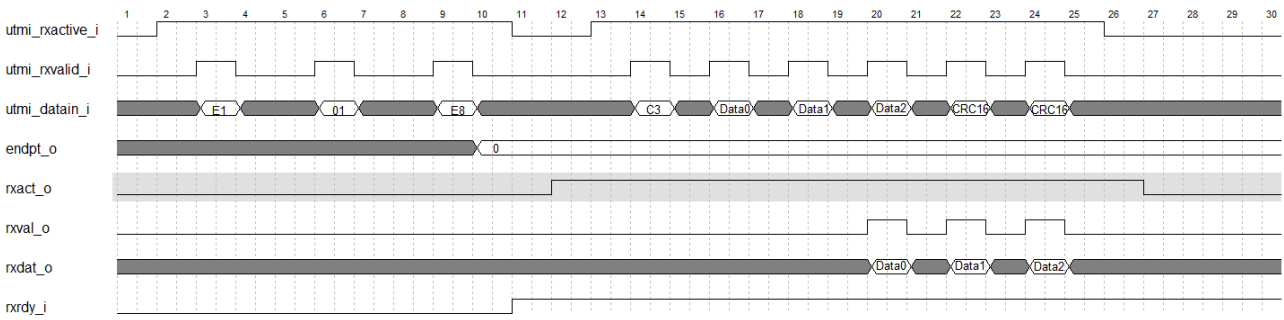 1 2 3 4 5 6 7 8 9 10 11 12 13 14 15 16 17 18 19 20 21 22 23 24 25 26 27 28 29 30
utmi_rxactive_i
utmi_rxvalid_i
utmi_datain_i E1 01 E8 C3 Data0 Data1 Data2 CRC16 CRC16
endpt_o 0
rxact_o
rxval_o
rxdat_o Data0 Data1 Data2
rxrdy_i